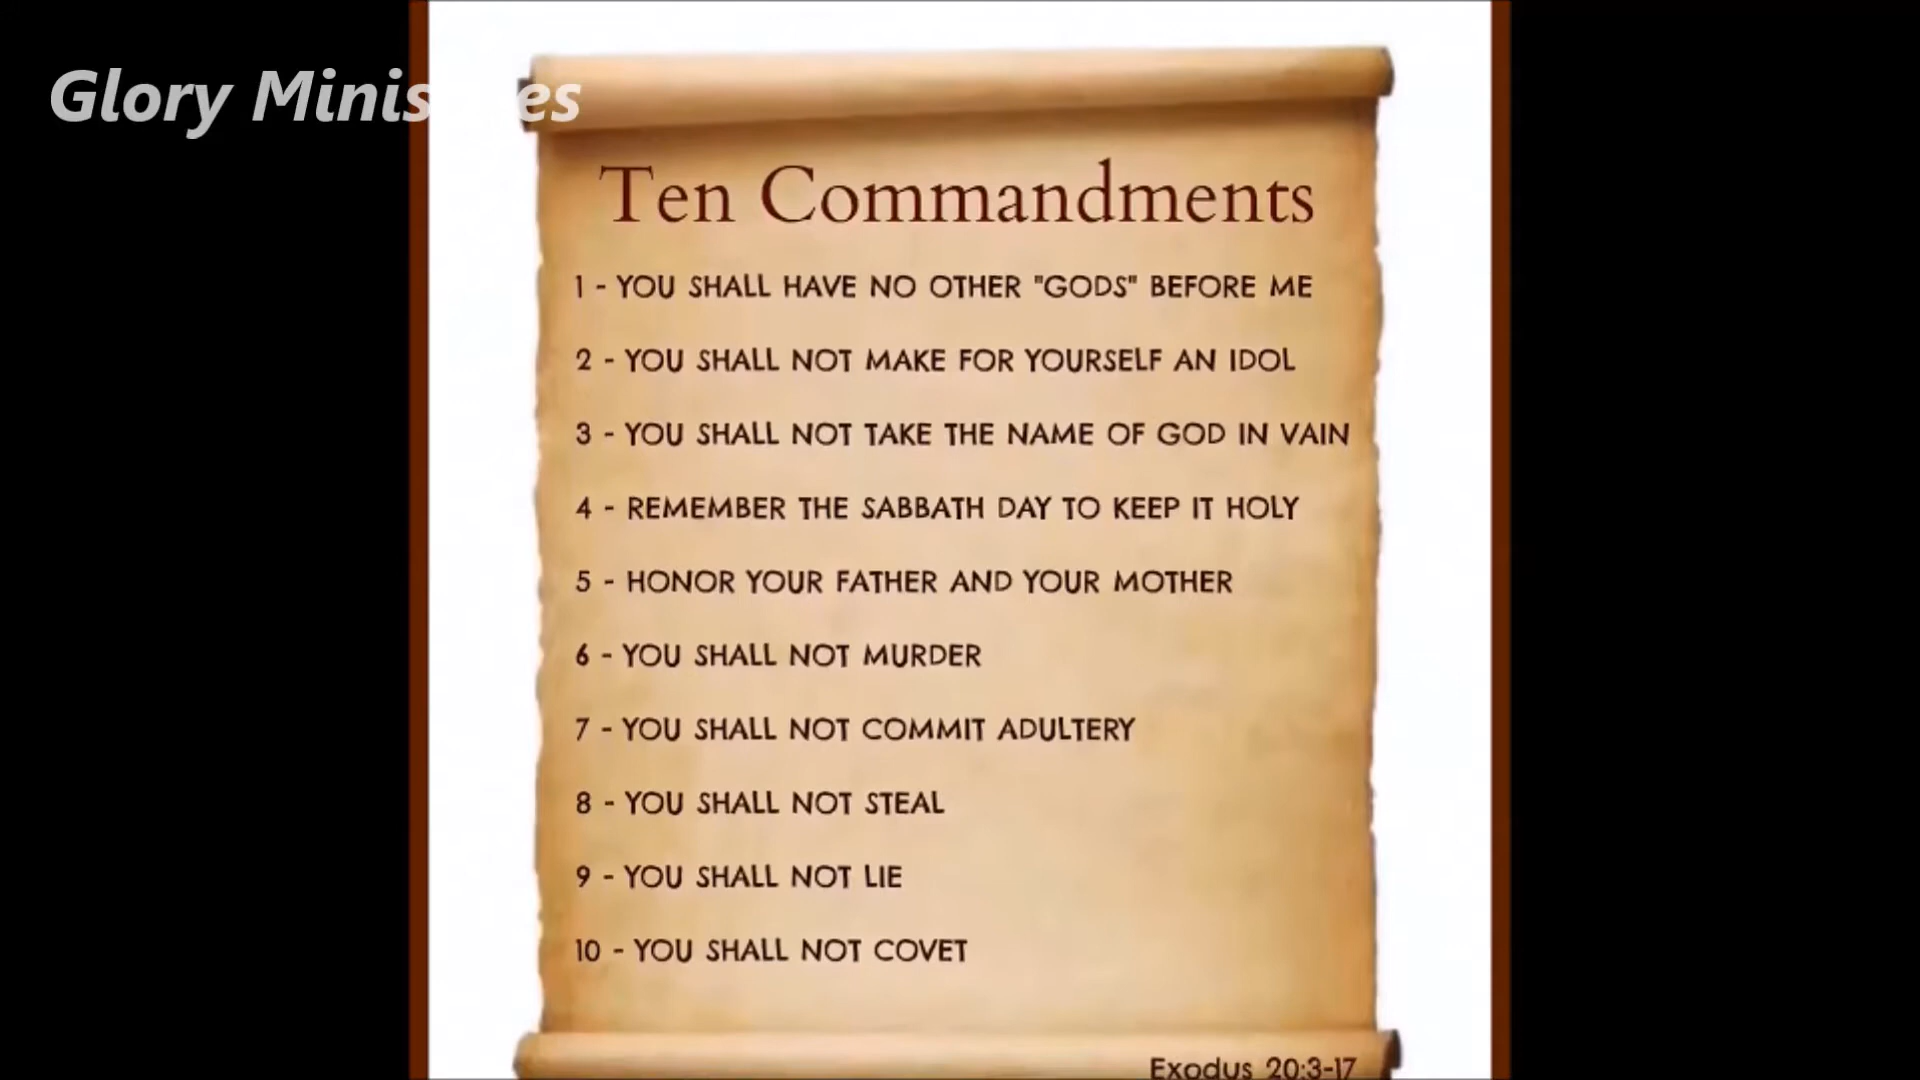 Glory Minis es
Ten Commandments
1 - YOU SHALL HAVE NO OTHER "GODS" BEFORE ME
2 - YOU SHALL NOT MAKE FOR YOURSELF AN IDOL
3 - YOU SHALL NOT TAKE THE NAME OF GOD IN VAIN
4 - REMEMBER THE SABBATH DAY TO KEEP IT HOLY
5 - HONOR YOUR FATHER AND YOUR MOTHER
6 - YOU SHALL NOT MURDER
7 - YOU SHALL NOT COMMIT ADULTERY
8 - YOU SHALL NOT STEAL
9 - YOU SHALL NOT LIE
10 - YOU SHALL NOT COVET
Exodus 20:3-17